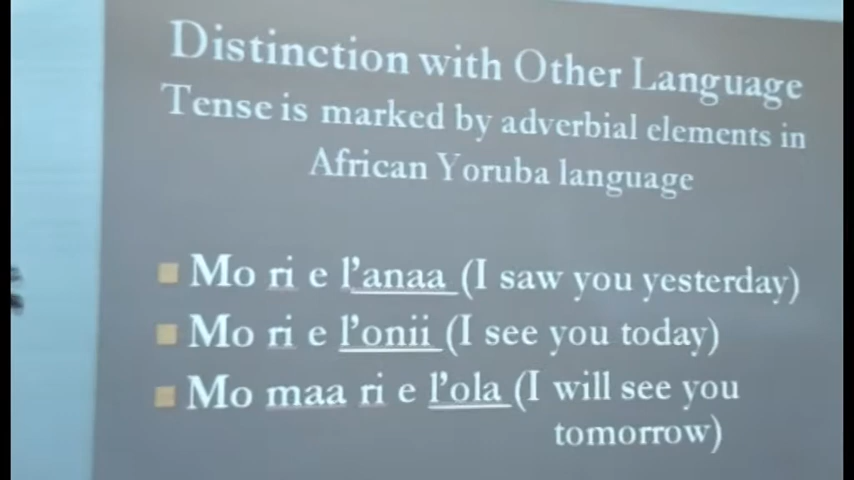 Distinction with Other Language
Tense is marked by adverbial elements in
African Yoruba language
Mo ri e l'anaa (I saw you yesterday)
Mo ri e l'onii (I see you today)
Mo maa ri e l'ola (I will see you
tomorrow)